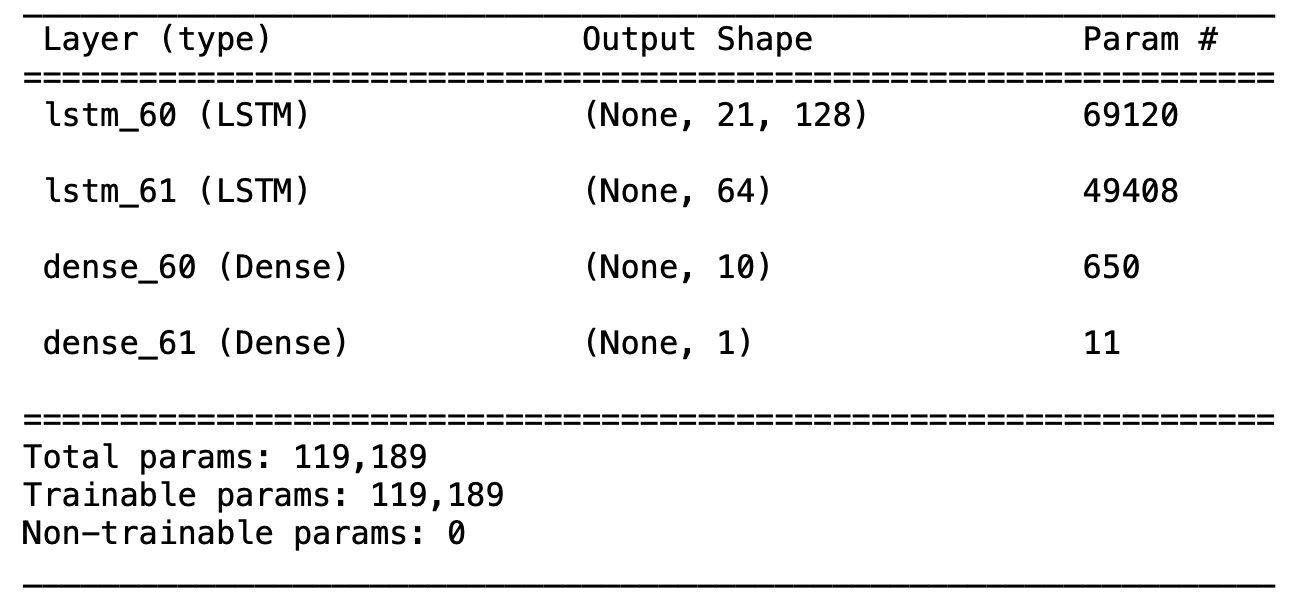 Layer (type) Output Shape Param #
=================================================================
lstm_60 (LSTM) (None, 21, 128) 69120
lstm_61 (LSTM) (None, 64) 49408
dense_60 (Dense) (None, 10) 650
dense_61 (Dense) (None, 1) 11
=================================================================
Total params: 119,189
Trainable params: 119,189
Non-trainable params: 0